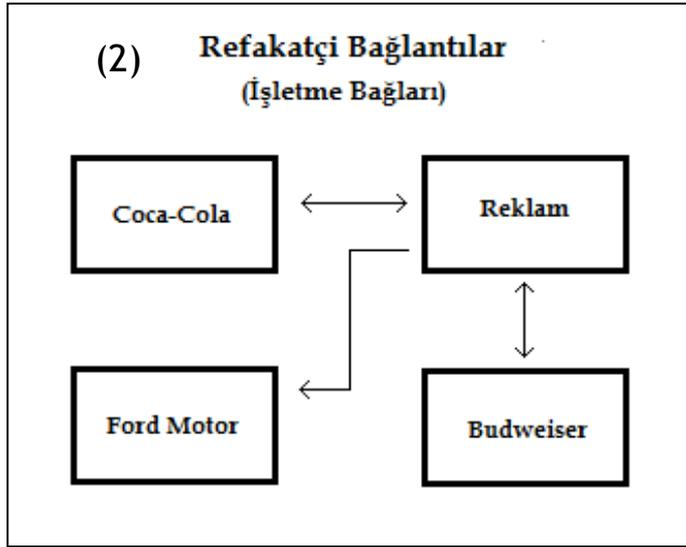 (2) Refakatçi Bağlantılar
(İşletme Bağları)
Coca-Cola
Reklam
Ford Motor
Budweiser